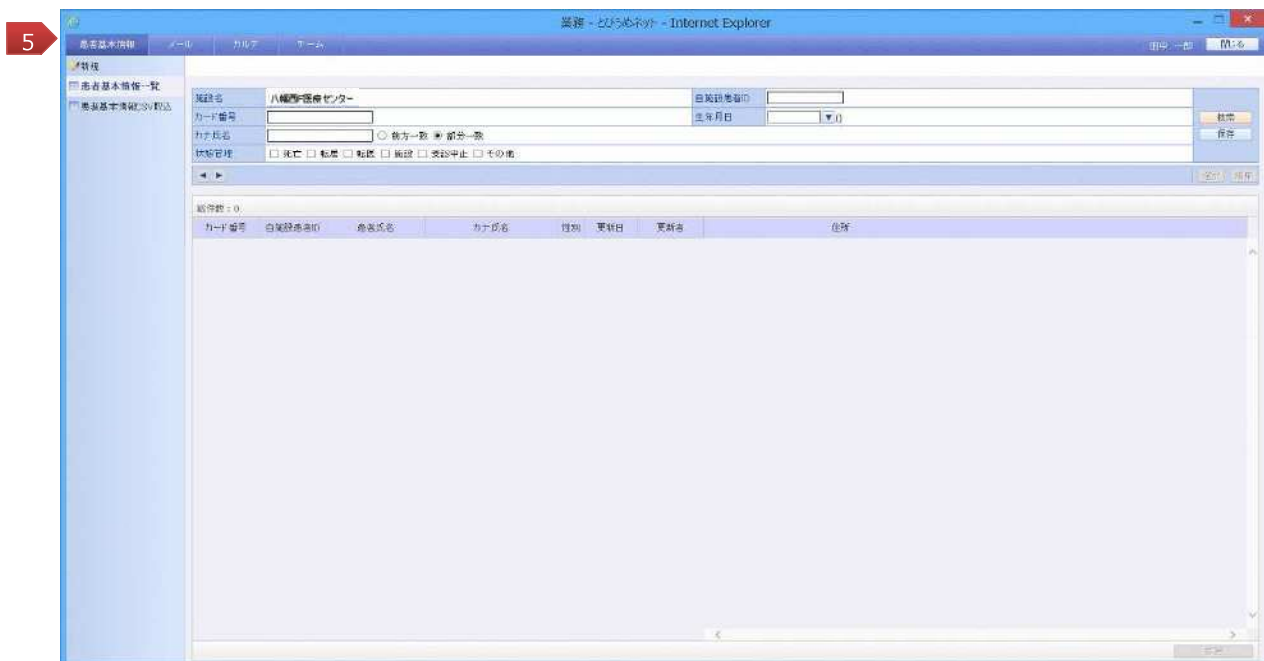 業務 - とびうめネット - Internet Explorer
5
患者基本情報 メール カルテ チーム 田中 一郎 閉じる
新規
患者基本情報一覧
患者基本情報CSV取込
施設名 八幡西F医療センター 自施設患者ID
カード番号 生年月日 ▼ () 検索
カナ氏名 ○ 前方一致 ◉ 部分一致 保存
状態管理 □ 死亡 □ 転居 □ 転医 □ 施設 □ 受診中止 □ その他
◀ ▶
総件数 : 0
カード番号 自施設患者ID 患者氏名 カナ氏名 性別 更新日 更新者 住所